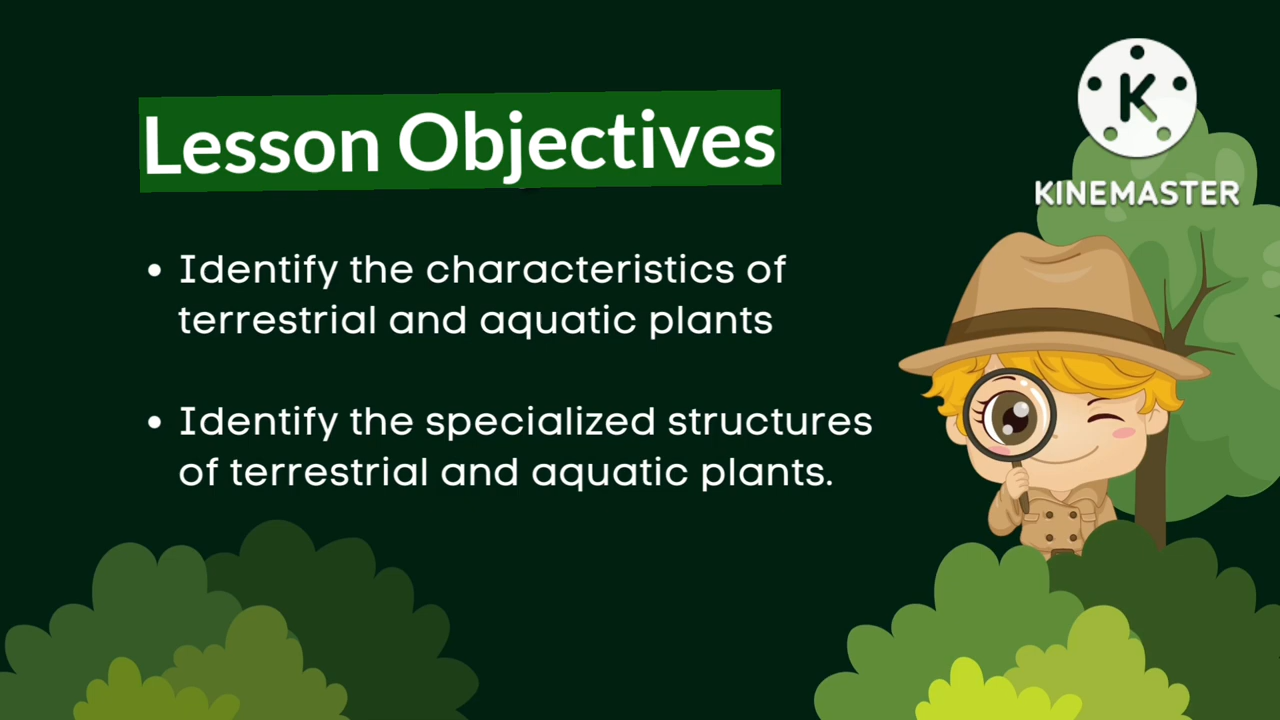 Lesson Objectives
K
KINEMASTER
• Identify the characteristics of
terrestrial and aquatic plants
• Identify the specialized structures
of terrestrial and aquatic plants.